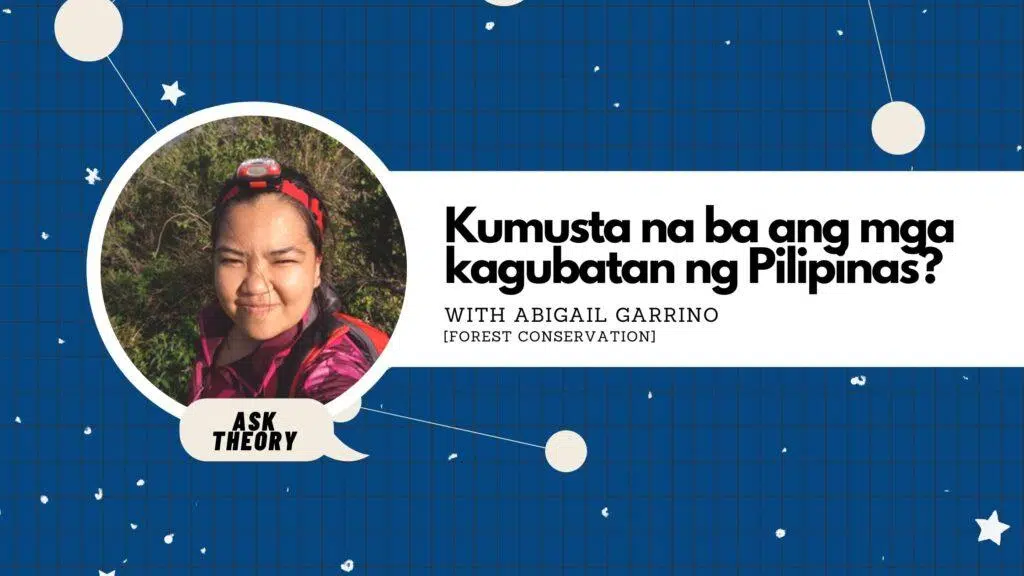 Kumusta na ba ang mga
kagubatan ng Pilipinas?
WITH ABIGAIL GARRINO
[FOREST CONSERVATION]
ASK
THEORY